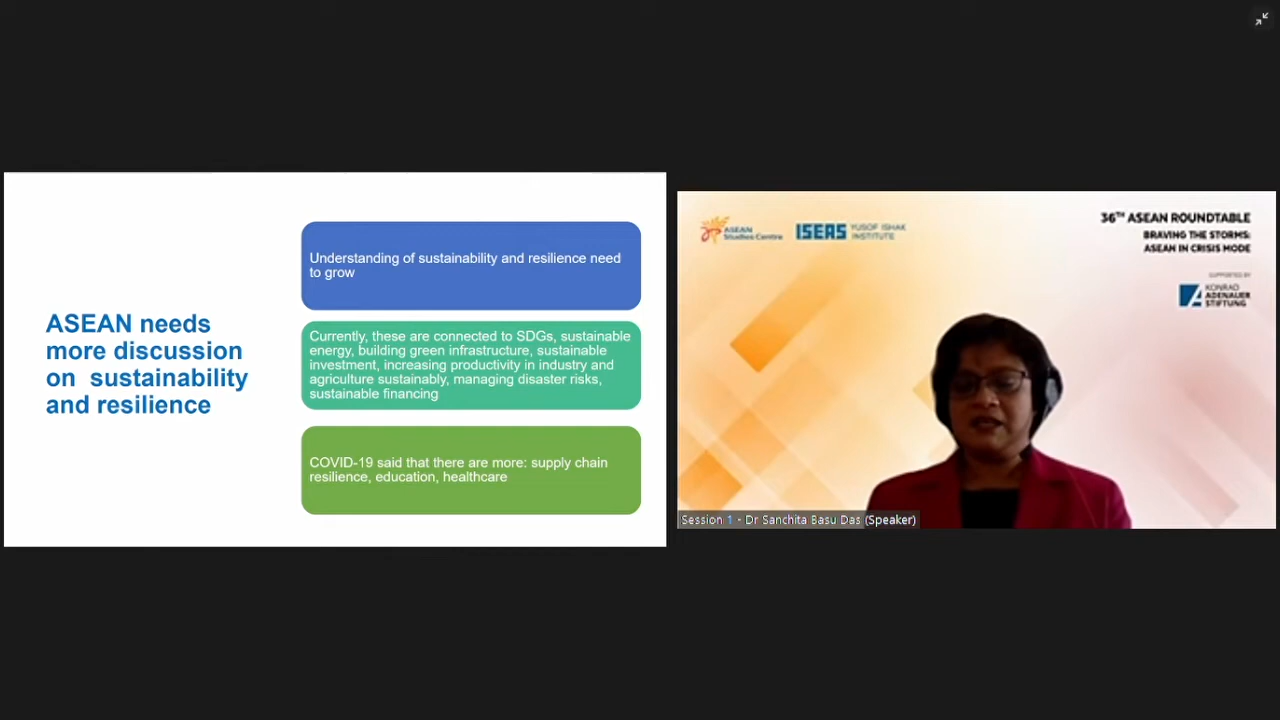 ASEAN needs
more discussion
on sustainability
and resilience
Understanding of sustainability and resilience need
to grow
Currently, these are connected to SDGs, sustainable
energy, building green infrastructure, sustainable
investment, increasing productivity in industry and
agriculture sustainably, managing disaster risks,
sustainable financing
COVID-19 said that there are more: supply chain
resilience, education, healthcare
ASEAN
Studies Centre
ISEAS YUSOF ISHAK
INSTITUTE
36TH ASEAN ROUNDTABLE
BRAVING THE STORMS:
ASEAN IN CRISIS MODE
SUPPORTED BY
KONRAD
ADENAUER
STIFTUNG
Session 1 - Dr Sanchita Basu Das (Speaker)